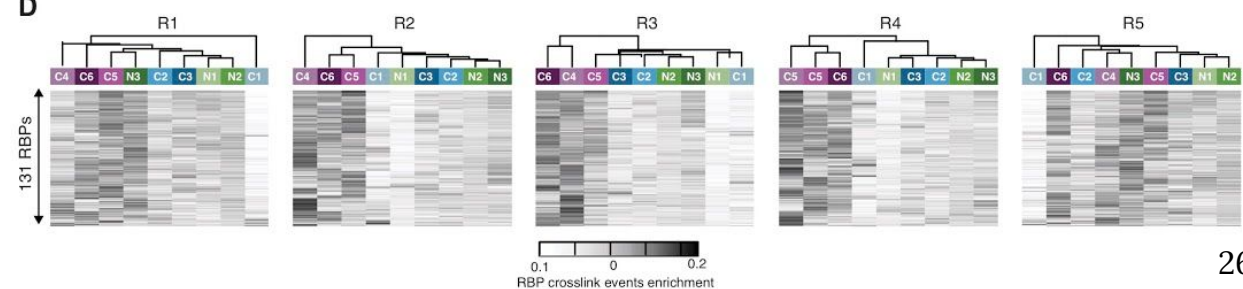 D
R1 R2 R3 R4 R5
C4 C6 C5 N3 C2 C3 N1 N2 C1 C4 C6 C5 C1 N1 C3 C2 N2 N3 C6 C4 C5 C3 C2 N2 N3 N1 C1 C5 C5 C6 C1 N1 C3 C2 N2 N3 C1 C6 C2 C4 N3 C5 C3 N1 N2
131 RBPs
0.1 0 0.2
RBP crosslink events enrichment
26